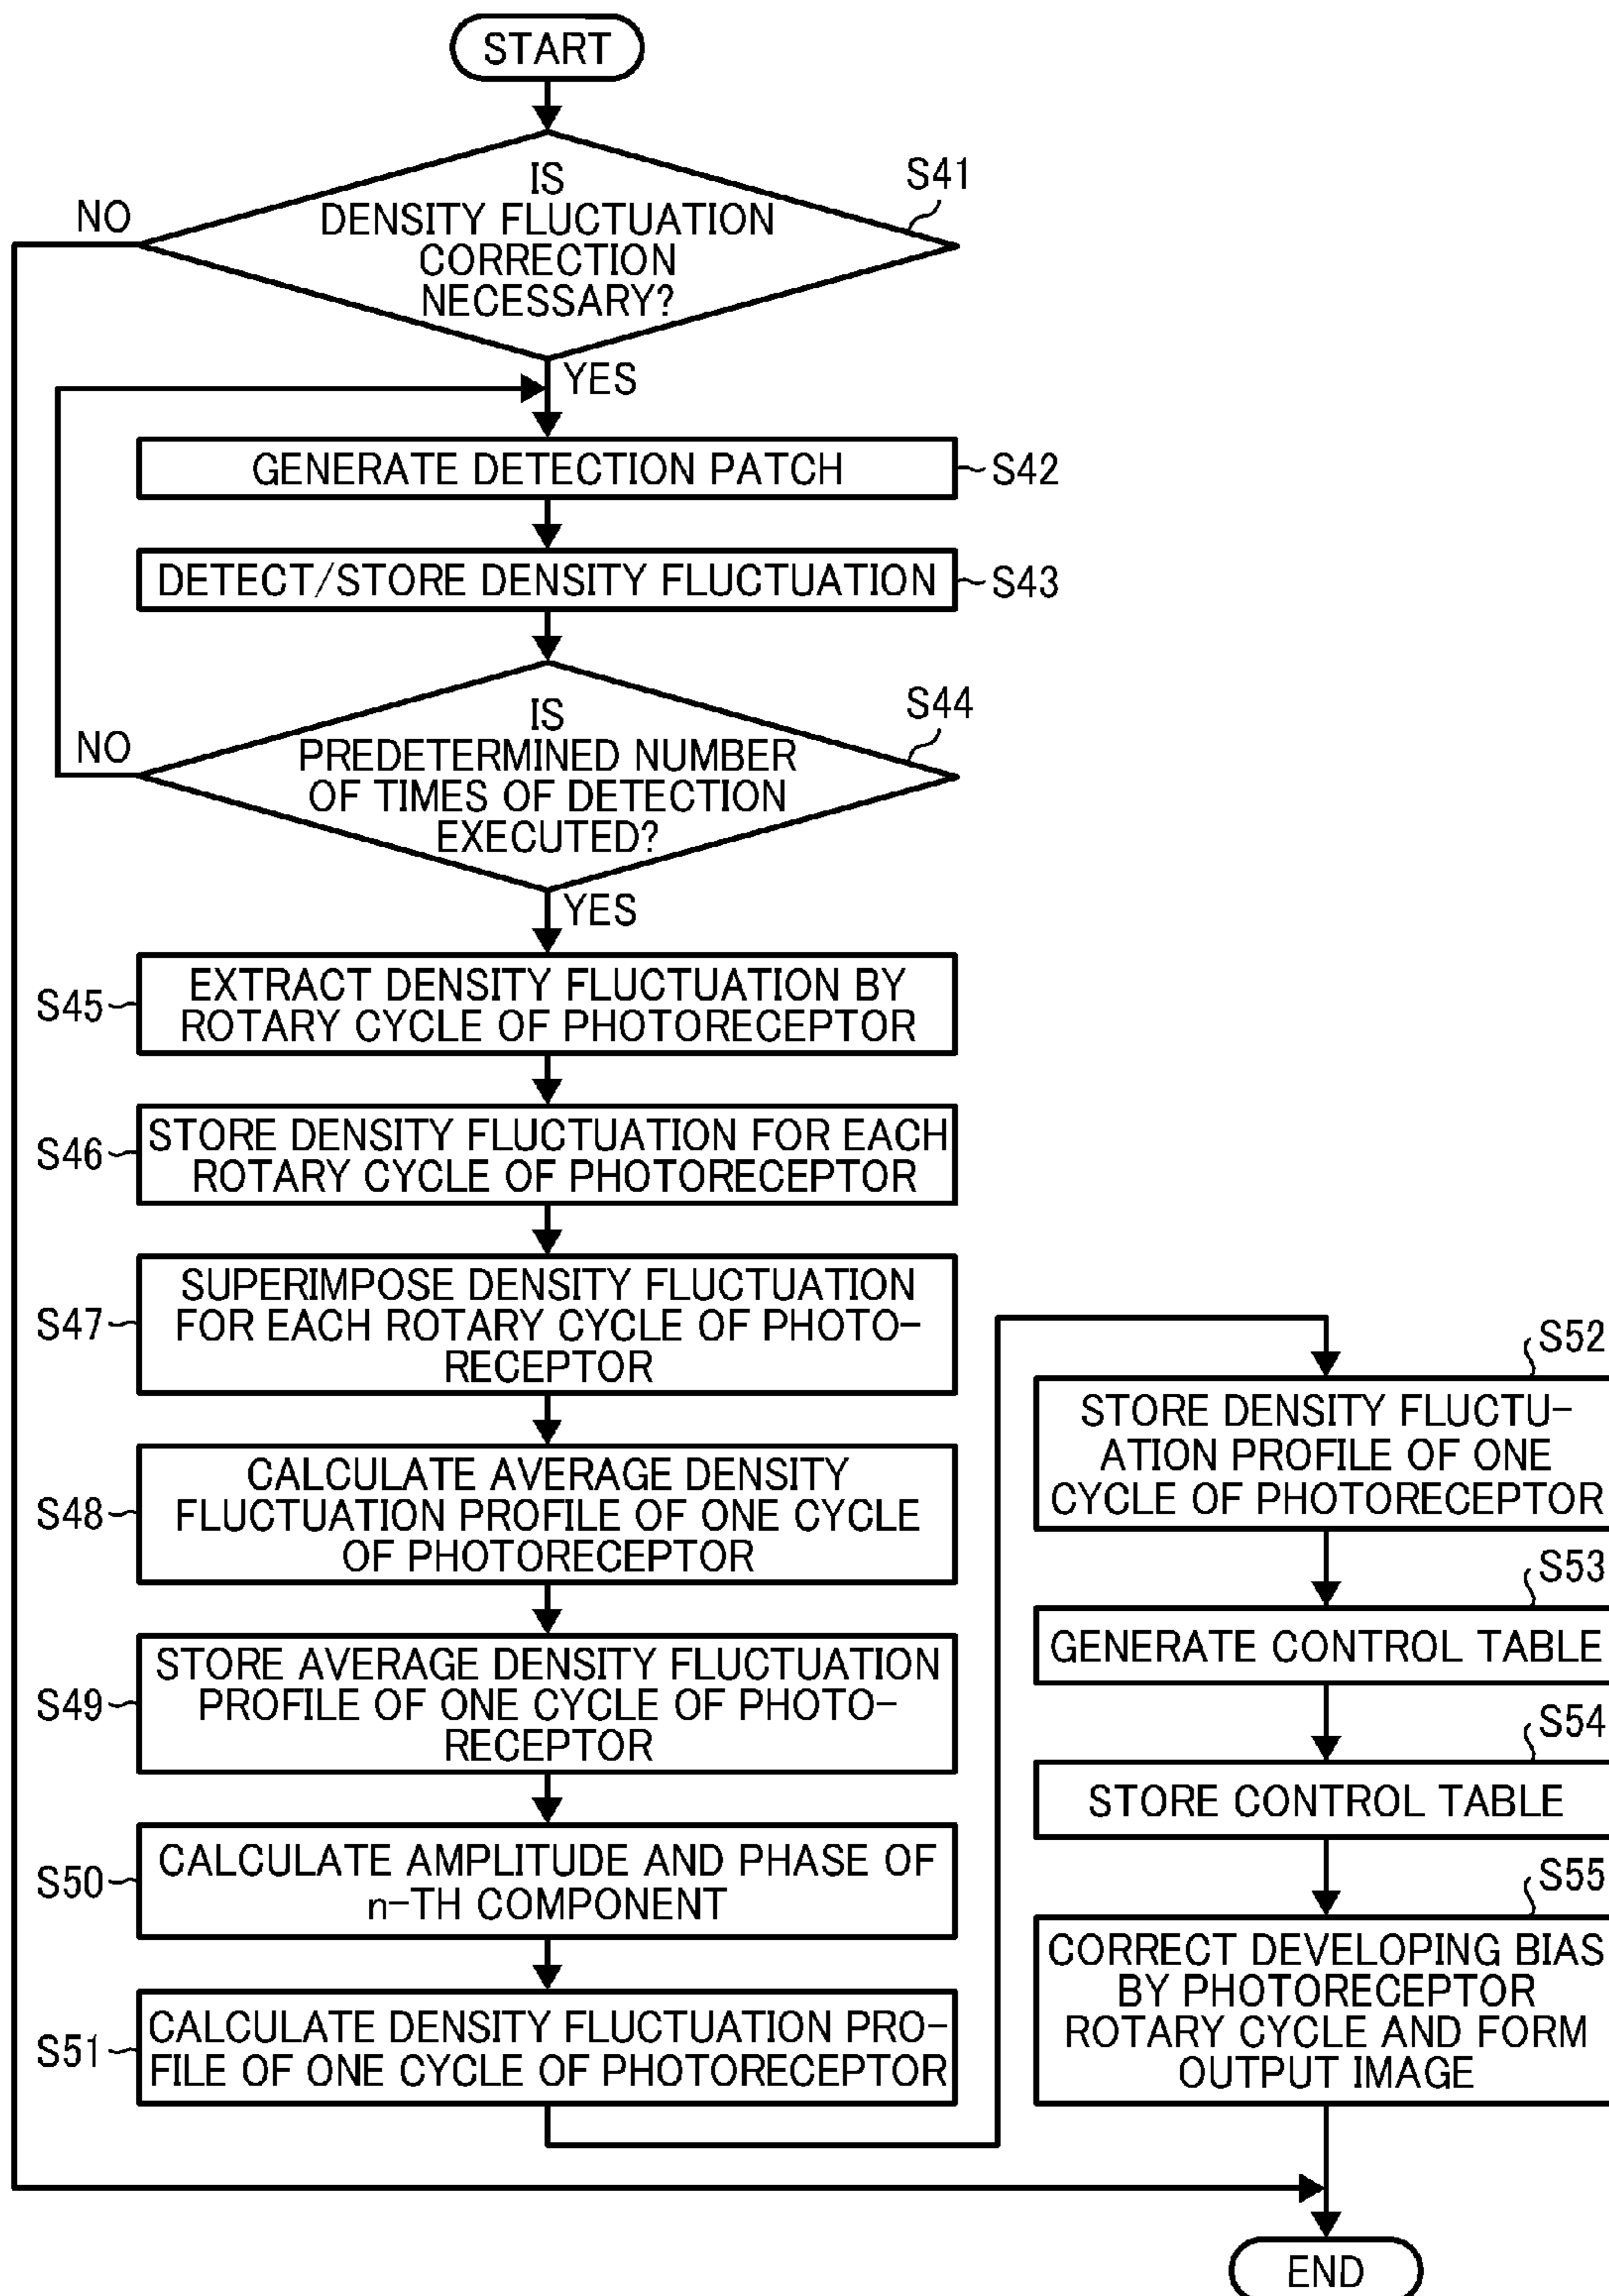 START
IS
DENSITY FLUCTUATION
CORRECTION
NECESSARY?
S41
NO
YES
GENERATE DETECTION PATCH
S42
DETECT/STORE DENSITY FLUCTUATION
S43
IS
PREDETERMINED NUMBER
OF TIMES OF DETECTION
EXECUTED?
S44
NO
YES
S45
EXTRACT DENSITY FLUCTUATION BY
ROTARY CYCLE OF PHOTORECEPTOR
S46
STORE DENSITY FLUCTUATION FOR EACH
ROTARY CYCLE OF PHOTORECEPTOR
S47
SUPERIMPOSE DENSITY FLUCTUATION
FOR EACH ROTARY CYCLE OF PHOTO-
RECEPTOR
S48
CALCULATE AVERAGE DENSITY
FLUCTUATION PROFILE OF ONE CYCLE
OF PHOTORECEPTOR
S49
STORE AVERAGE DENSITY FLUCTUATION
PROFILE OF ONE CYCLE OF PHOTO-
RECEPTOR
S50
CALCULATE AMPLITUDE AND PHASE OF
n-TH COMPONENT
S51
CALCULATE DENSITY FLUCTUATION PRO-
FILE OF ONE CYCLE OF PHOTORECEPTOR
S52
STORE DENSITY FLUCTU-
ATION PROFILE OF ONE
CYCLE OF PHOTORECEPTOR
S53
GENERATE CONTROL TABLE
S54
STORE CONTROL TABLE
S55
CORRECT DEVELOPING BIAS
BY PHOTORECEPTOR
ROTARY CYCLE AND FORM
OUTPUT IMAGE
END